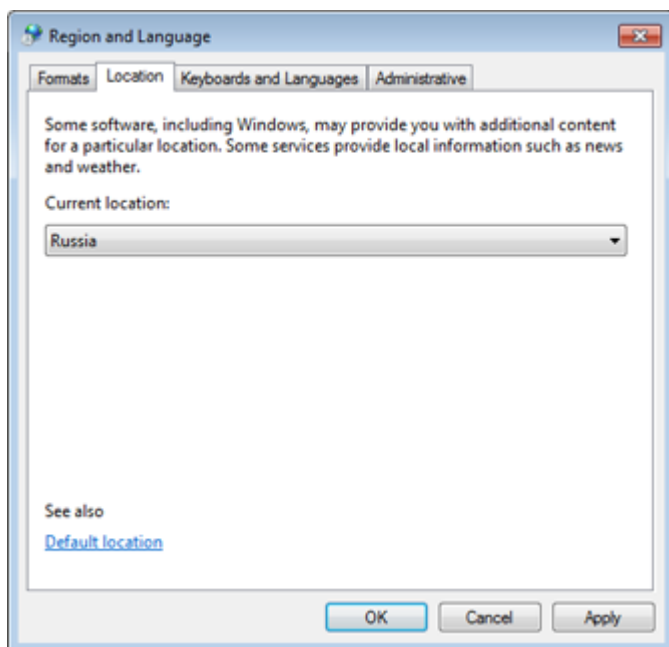 Region and Language
Formats Location Keyboards and Languages Administrative
Some software, including Windows, may provide you with additional content
for a particular location. Some services provide local information such as news
and weather.
Current location:
Russia
See also
Default location
OK Cancel Apply